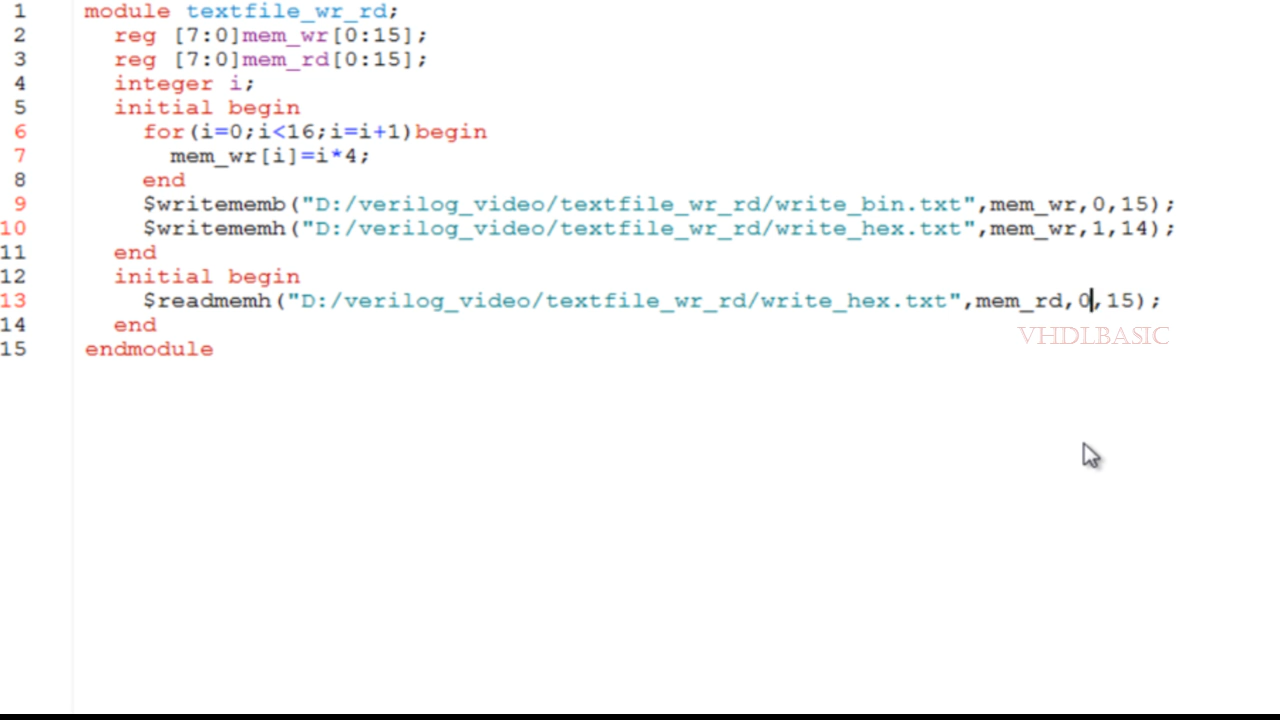 1 module textfile_wr_rd;
2 reg [7:0]mem_wr[0:15];
3 reg [7:0]mem_rd[0:15];
4 integer i;
5 initial begin
6 for(i=0;i<16;i=i+1)begin
7 mem_wr[i]=i*4;
8 end
9 $writememb("D:/verilog_video/textfile_wr_rd/write_bin.txt",mem_wr,0,15);
10 $writememh("D:/verilog_video/textfile_wr_rd/write_hex.txt",mem_wr,1,14);
11 end
12 initial begin
13 $readmemh("D:/verilog_video/textfile_wr_rd/write_hex.txt",mem_rd,0,15);
14 end
VHDLBASIC
15 endmodule